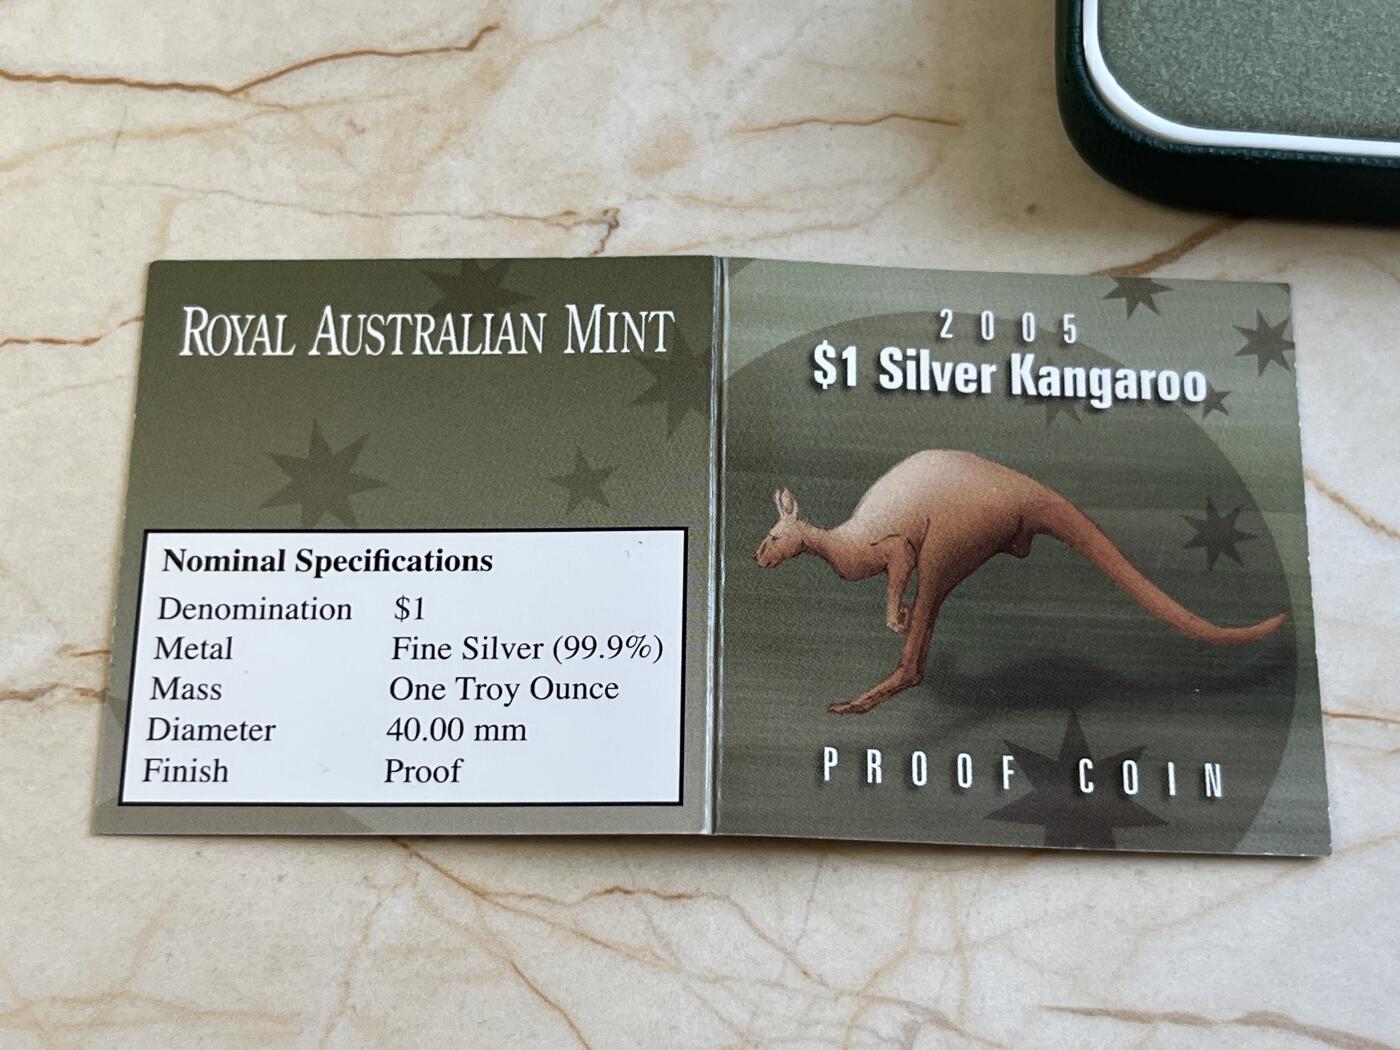 ROYAL AUSTRALIAN MINT
Nominal Specifications
Denomination $1
Metal Fine Silver (99.9%)
Mass One Troy Ounce
Diameter 40.00 mm
Finish Proof
2005
$1 Silver Kangaroo
PROOF COIN